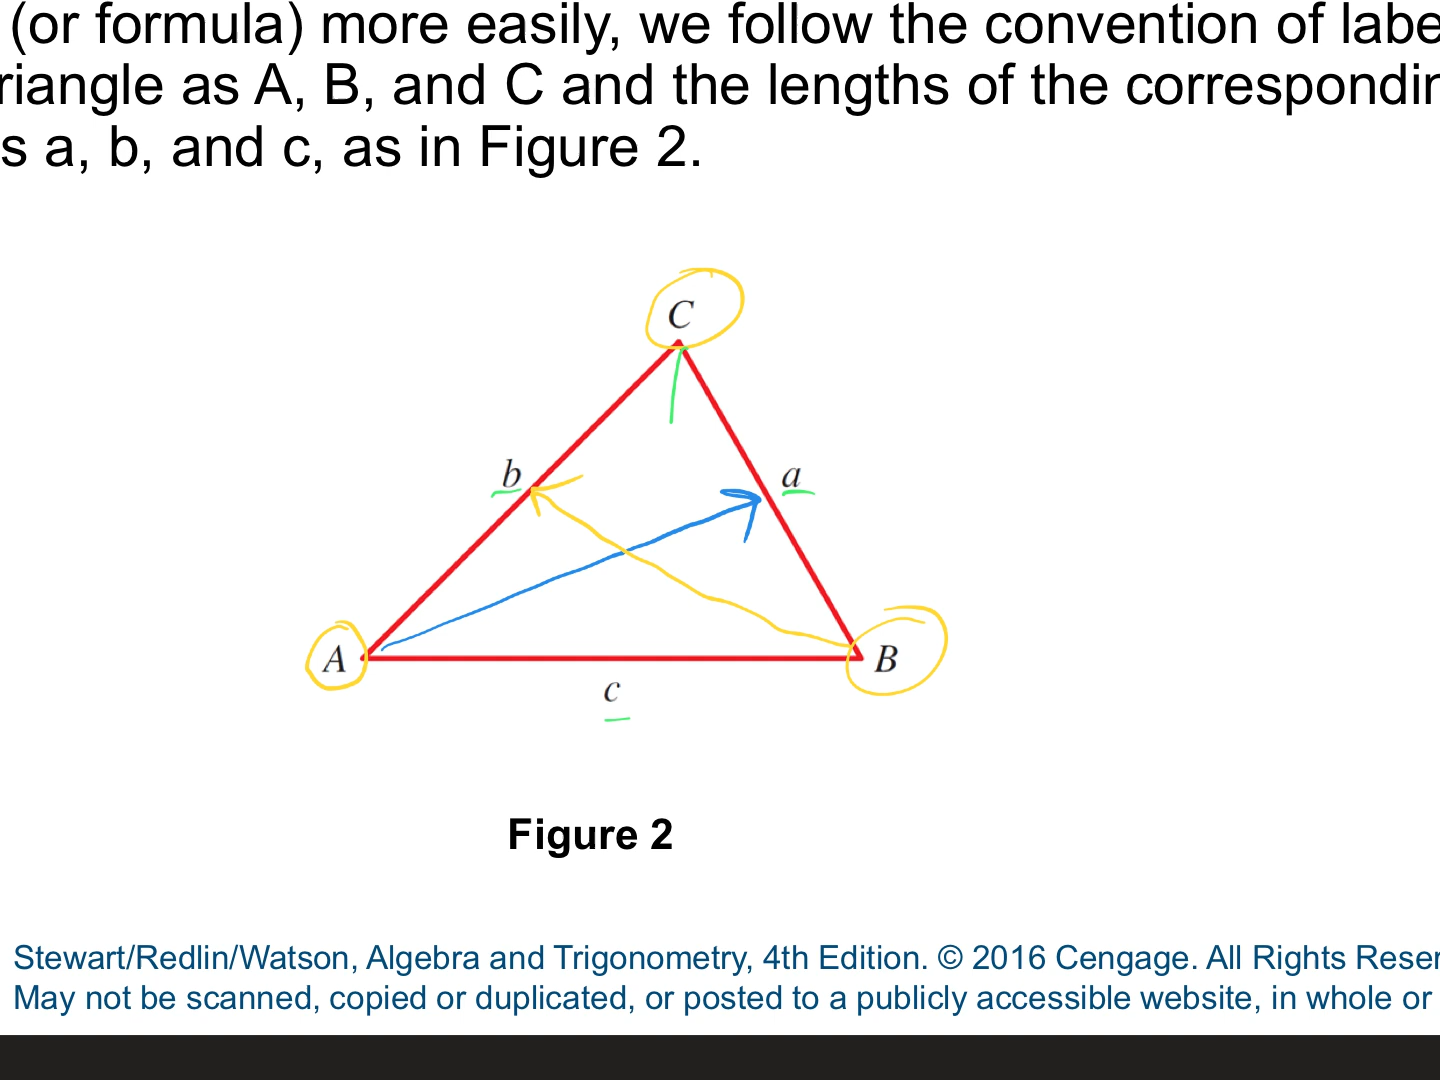 (or formula) more easily, we follow the convention of labe
riangle as A, B, and C and the lengths of the correspondin
s a, b, and c, as in Figure 2.
C
b
a
A
B
c
Figure 2
Stewart/Redlin/Watson, Algebra and Trigonometry, 4th Edition. © 2016 Cengage. All Rights Reser
May not be scanned, copied or duplicated, or posted to a publicly accessible website, in whole or